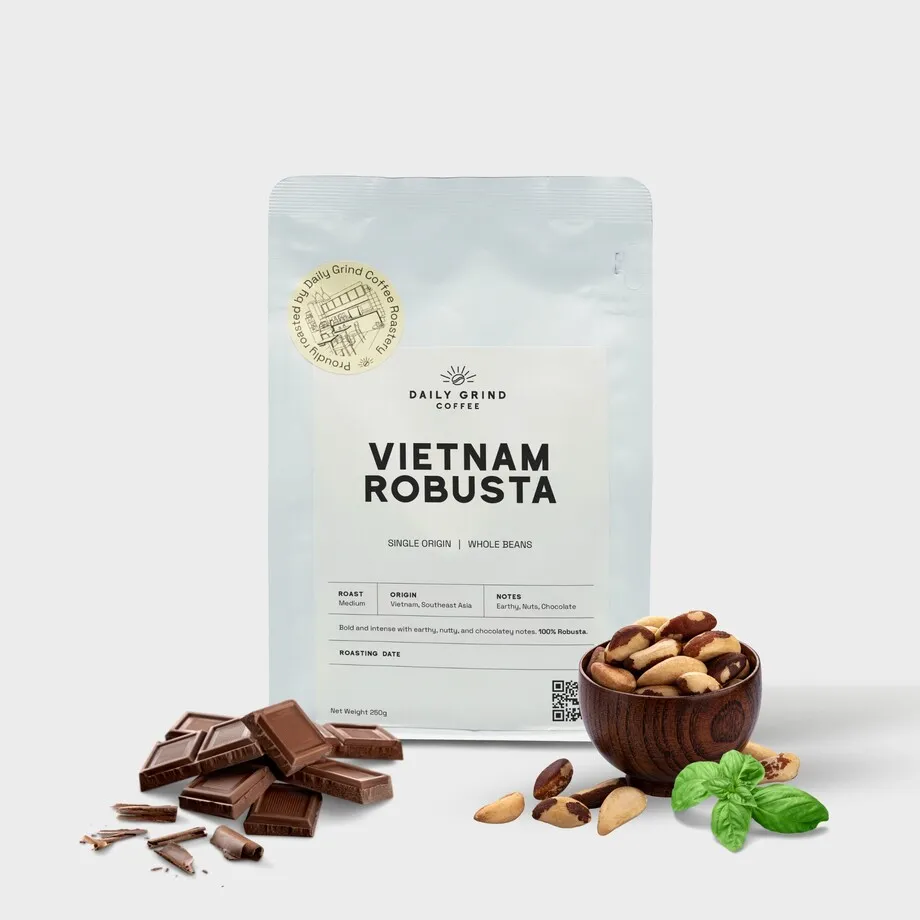 Proudly roasted by Daily Grind Coffee Roastery
DAILY GRIND
COFFEE
VIETNAM
ROBUSTA
SINGLE ORIGIN | WHOLE BEANS
ROAST
Medium
ORIGIN
Vietnam, Southeast Asia
NOTES
Earthy, Nuts, Chocolate
Bold and intense with earthy, nutty, and chocolatey notes. 100% Robusta.
ROASTING DATE
Net Weight 250g